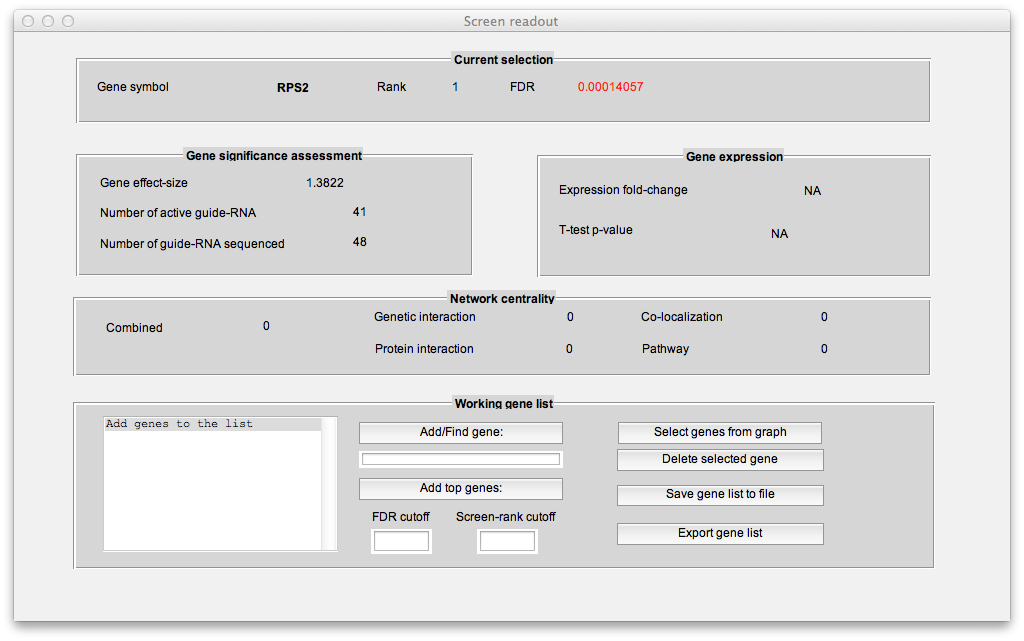 Screen readout
Current selection
Gene symbol RPS2 Rank 1 FDR 0.00014057
Gene significance assessment
Gene effect-size 1.3822
Number of active guide-RNA 41
Number of guide-RNA sequenced 48
Gene expression
Expression fold-change NA
T-test p-value NA
Network centrality
Combined 0
Genetic interaction 0 Co-localization 0
Protein interaction 0 Pathway 0
Working gene list
Add genes to the list
Add/Find gene:
Add top genes:
FDR cutoff Screen-rank cutoff
Select genes from graph
Delete selected gene
Save gene list to file
Export gene list